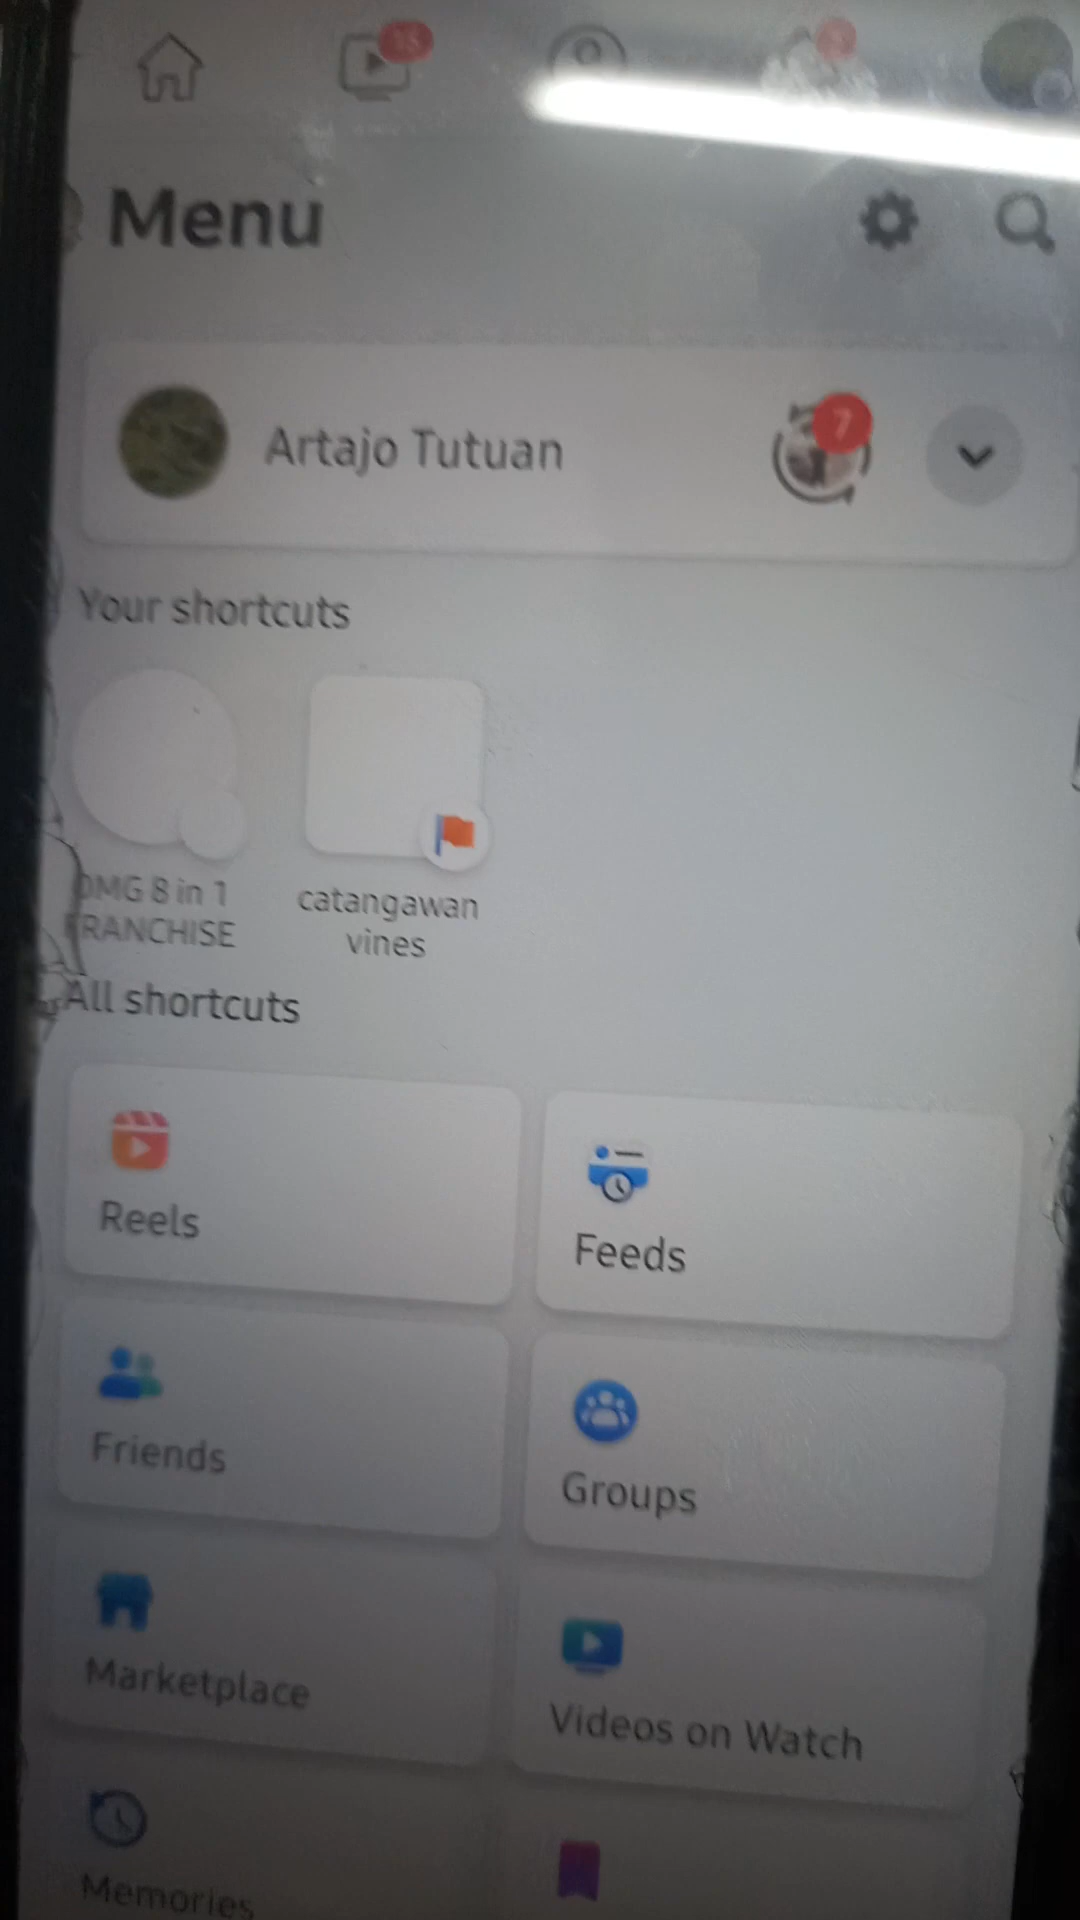 15
Menu
Artajo Tutuan
7
Your shortcuts
OMG 8 in 1
FRANCHISE
catangawan
vines
All shortcuts
Reels
Feeds
Friends
Groups
Marketplace
Videos on Watch
Memories